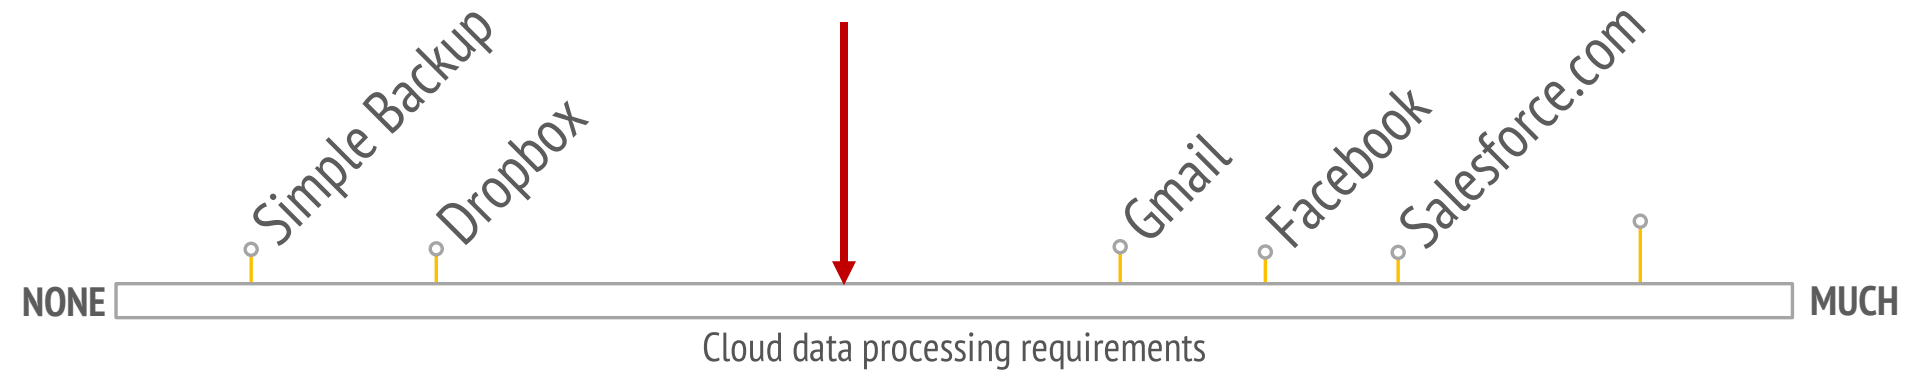 Simple Backup
Dropbox
Gmail
Facebook
Salesforce.com
NONE
MUCH
Cloud data processing requirements